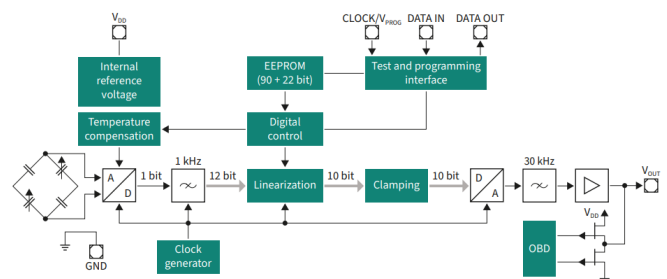 V_DD
CLOCK/V_PROG
DATA IN
DATA OUT
Internal
reference
voltage
EEPROM
(90 + 22 bit)
Test and programming
interface
Temperature
compensation
Digital
control
A
D
1 bit
1 kHz
12 bit
Linearization
10 bit
Clamping
10 bit
D
A
30 kHz
V_OUT
V_DD
OBD
GND
Clock
generator